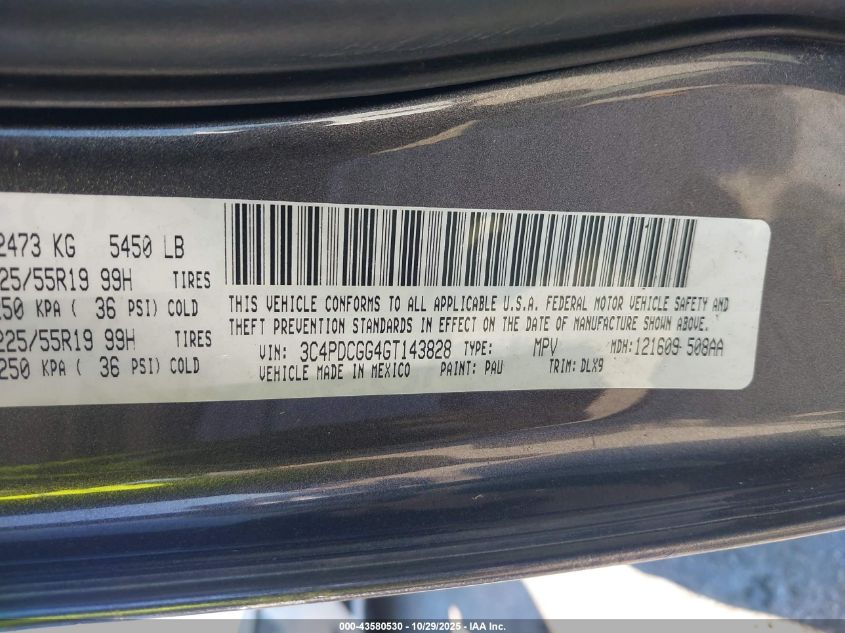 2473 KG 5450 LB
25/55R19 99H TIRES
250 KPA ( 36 PSI) COLD
225/55R19 99H TIRES
250 KPA ( 36 PSI) COLD
THIS VEHICLE CONFORMS TO ALL APPLICABLE U.S.A. FEDERAL MOTOR VEHICLE SAFETY AND
THEFT PREVENTION STANDARDS IN EFFECT ON THE DATE OF MANUFACTURE SHOWN ABOVE.
VIN: 3C4PDCGG4GT143828 TYPE: MPV MDH: 121609 508AA
VEHICLE MADE IN MEXICO PAINT: PAU TRIM: DLX9
000-43580530 - 10/29/2025 - IAA Inc.